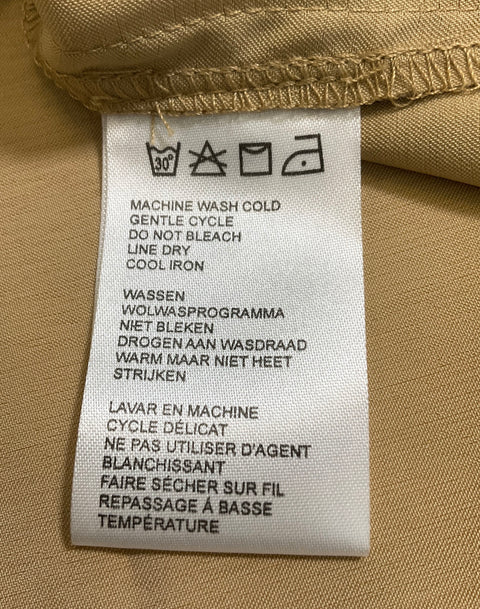 30°
MACHINE WASH COLD
GENTLE CYCLE
DO NOT BLEACH
LINE DRY
COOL IRON
WASSEN
WOLWASPROGRAMMA
NIET BLEKEN
DROGEN AAN WASDRAAD
WARM MAAR NIET HEET
STRIJKEN
LAVAR EN MACHINE
CYCLE DÉLICAT
NE PAS UTILISER D'AGENT
BLANCHISSANT
FAIRE SÉCHER SUR FIL
REPASSAGE À BASSE
TEMPÉRATURE